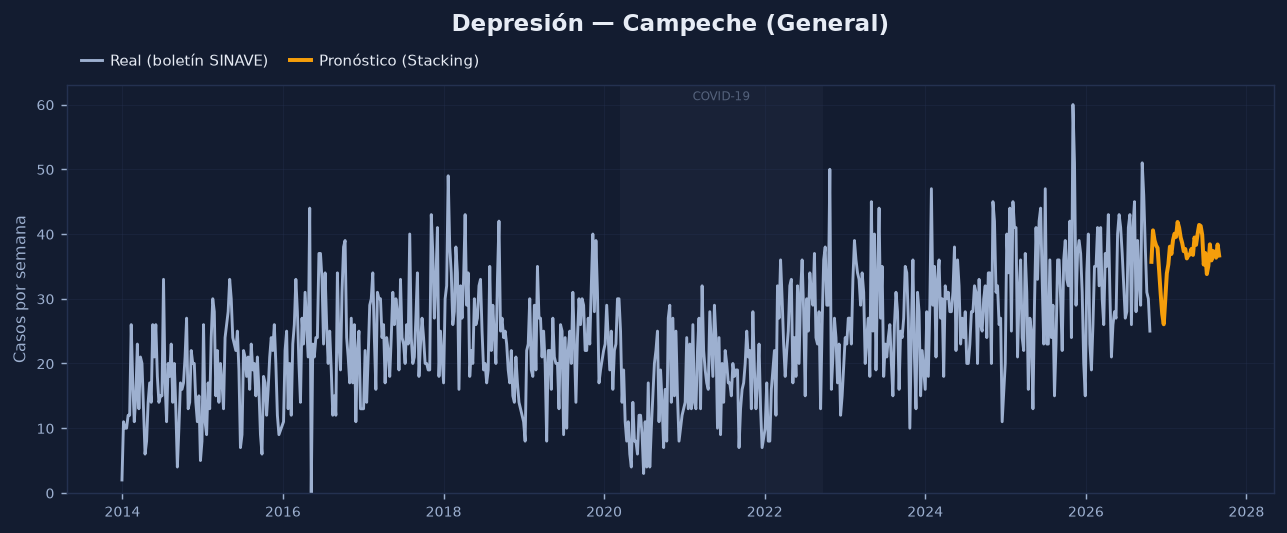 Depresión — Campeche (General)
Real (boletín SINAVE) Pronóstico (Stacking)
COVID-19
Casos por semana
60
50
40
30
20
10
0
2014 2016 2018 2020 2022 2024 2026 2028